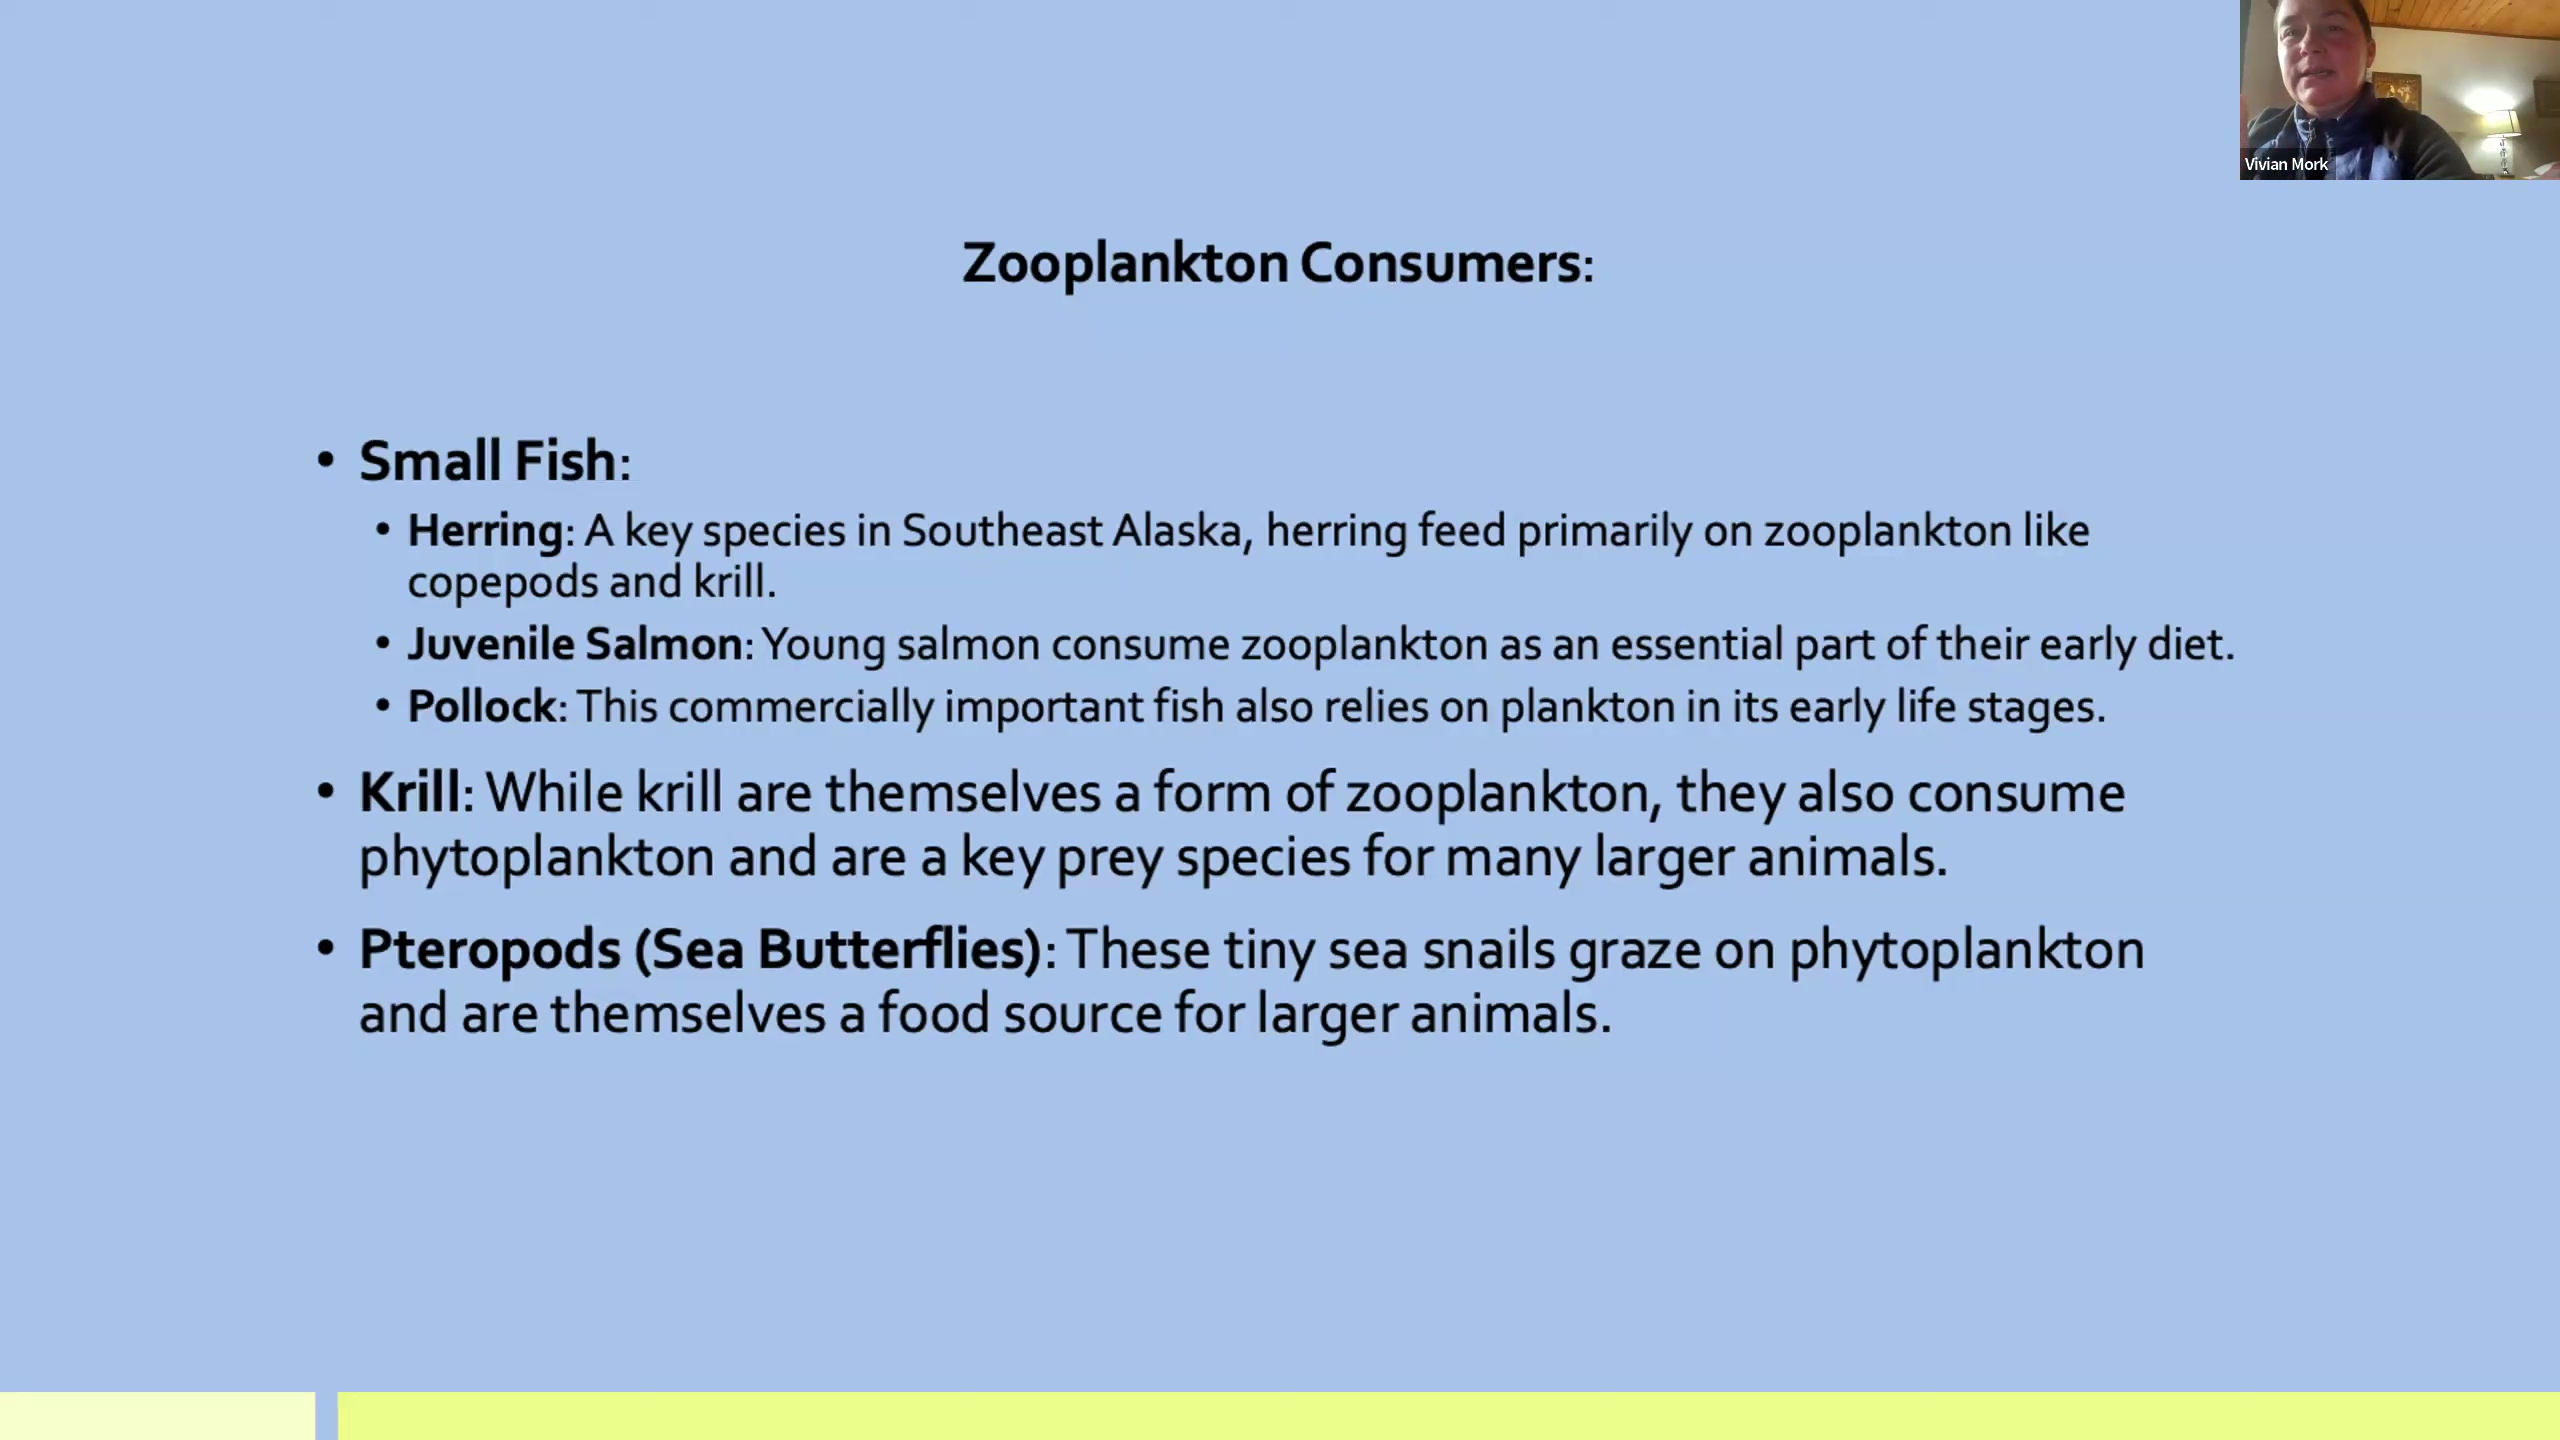 Vivian Mork
Zooplankton Consumers:
• Small Fish:
• Herring: A key species in Southeast Alaska, herring feed primarily on zooplankton like
copepods and krill.
• Juvenile Salmon: Young salmon consume zooplankton as an essential part of their early diet.
• Pollock: This commercially important fish also relies on plankton in its early life stages.
• Krill: While krill are themselves a form of zooplankton, they also consume
phytoplankton and are a key prey species for many larger animals.
• Pteropods (Sea Butterflies): These tiny sea snails graze on phytoplankton
and are themselves a food source for larger animals.